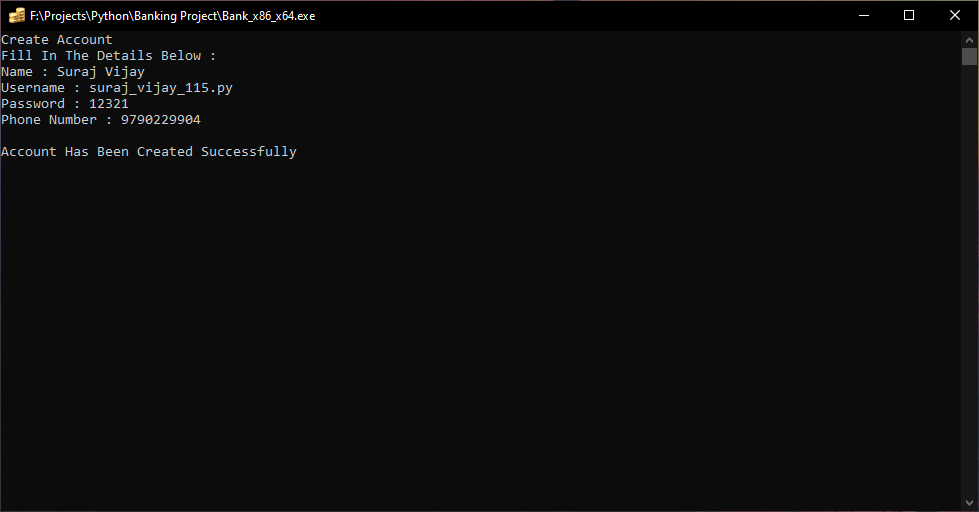 F:\Projects\Python\Banking Project\Bank_x86_x64.exe
Create Account
Fill In The Details Below :
Name : Suraj Vijay
Username : suraj_vijay_115.py
Password : 12321
Phone Number : 9790229904
Account Has Been Created Successfully